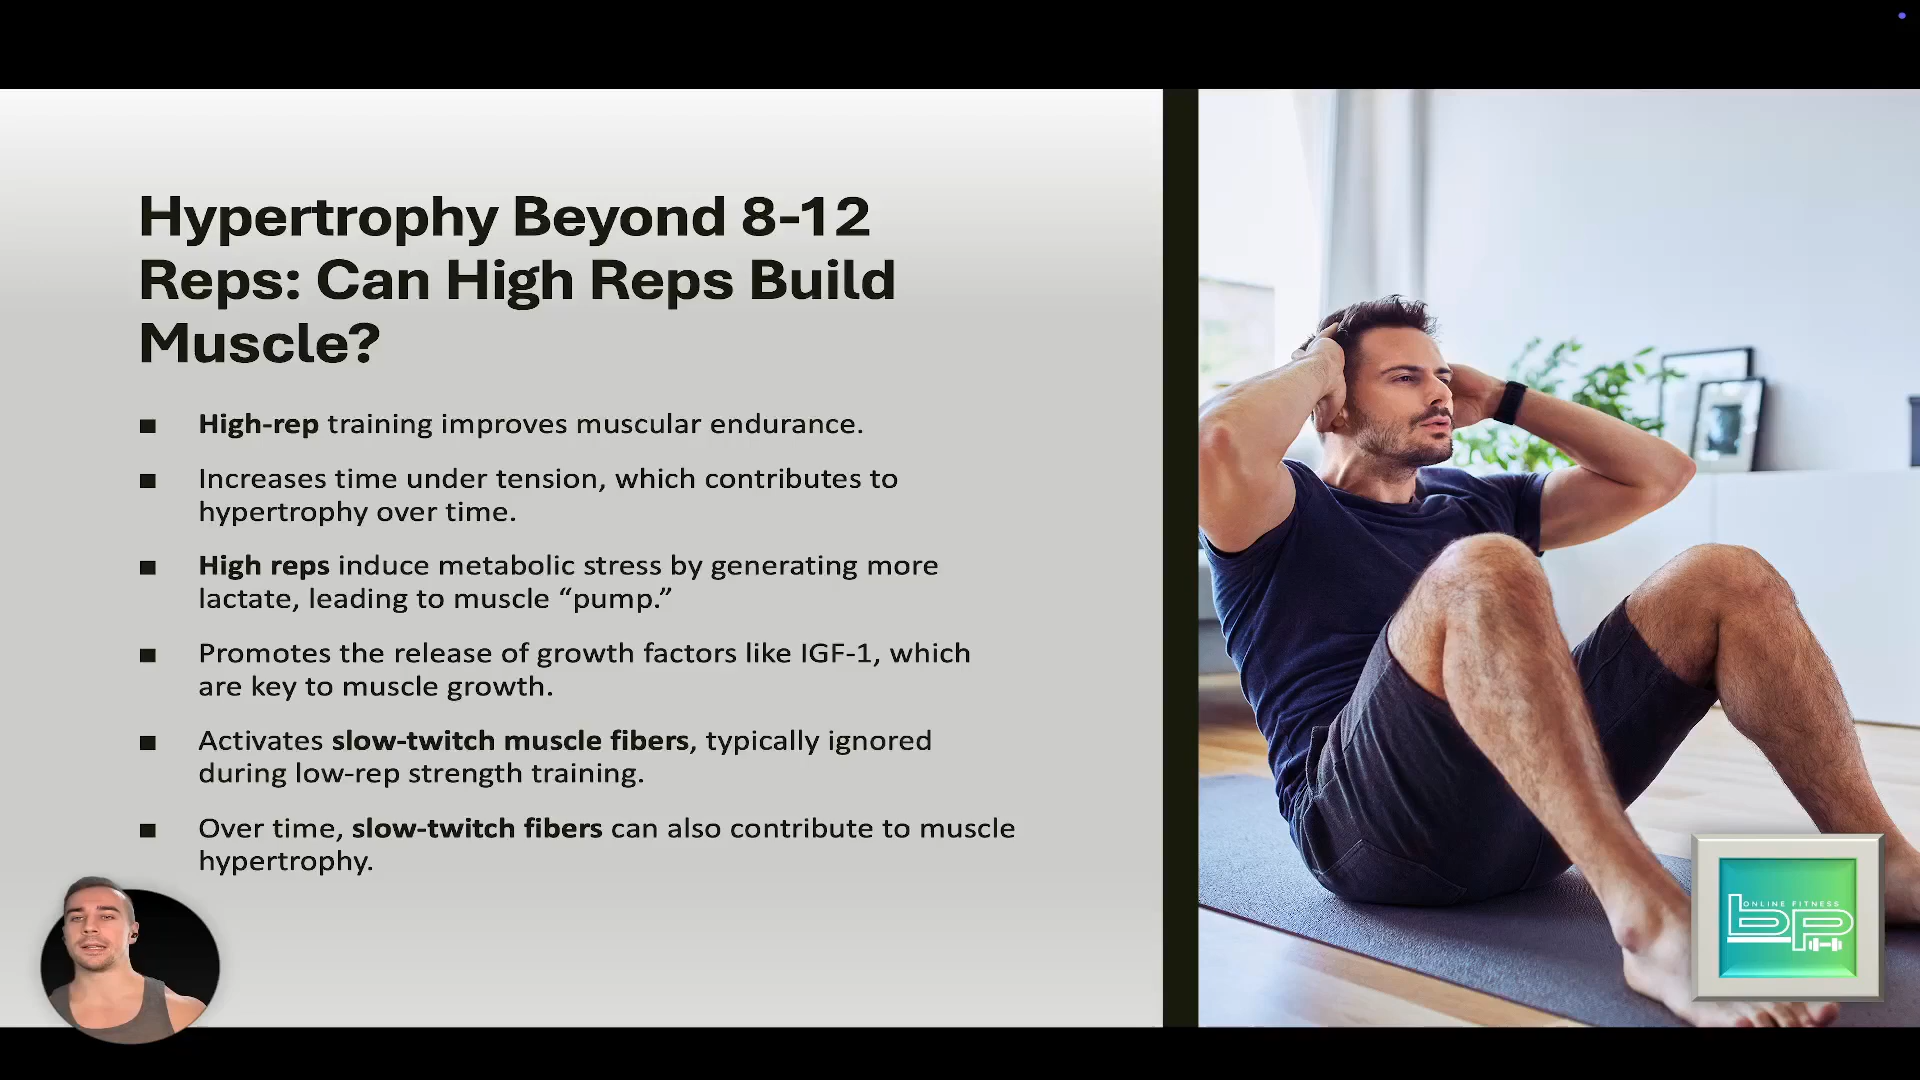 Hypertrophy Beyond 8-12
Reps: Can High Reps Build
Muscle?
■ High-rep training improves muscular endurance.
■ Increases time under tension, which contributes to
hypertrophy over time.
■ High reps induce metabolic stress by generating more
lactate, leading to muscle “pump.”
■ Promotes the release of growth factors like IGF-1, which
are key to muscle growth.
■ Activates slow-twitch muscle fibers, typically ignored
during low-rep strength training.
■ Over time, slow-twitch fibers can also contribute to muscle
hypertrophy.
ONLINE FITNESS
bp